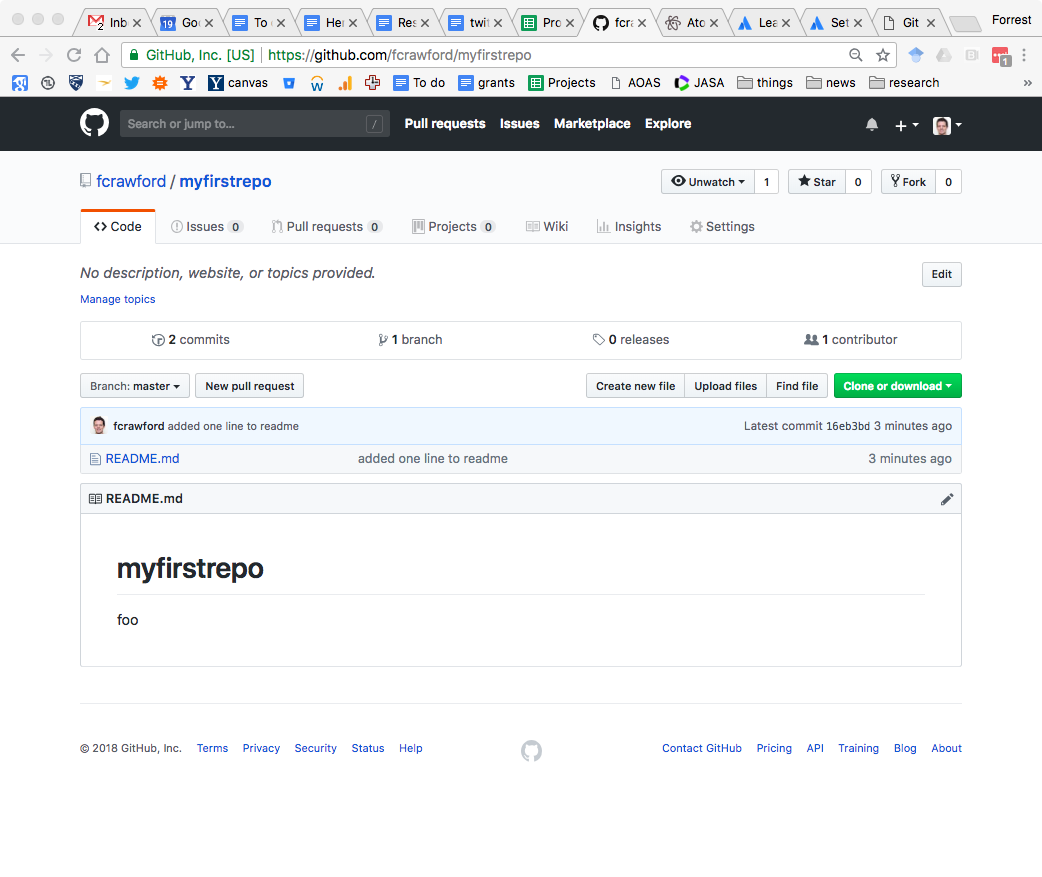 2 Inb 19 Goo To Her Res twit Pro fcra Ato Lea Set Git Forrest
GitHub, Inc. [US] https://github.com/fcrawford/myfirstrepo
1
Y Y canvas W To do grants Projects AOAS JASA things news research »
Search or jump to... / Pull requests Issues Marketplace Explore
fcrawford / myfirstrepo Unwatch 1 Star 0 Fork 0
<> Code Issues 0 Pull requests 0 Projects 0 Wiki Insights Settings
No description, website, or topics provided. Edit
Manage topics
2 commits 1 branch 0 releases 1 contributor
Branch: master New pull request Create new file Upload files Find file Clone or download
fcrawford added one line to readme Latest commit 16eb3bd 3 minutes ago
README.md added one line to readme 3 minutes ago
README.md
myfirstrepo
foo
© 2018 GitHub, Inc. Terms Privacy Security Status Help Contact GitHub Pricing API Training Blog About